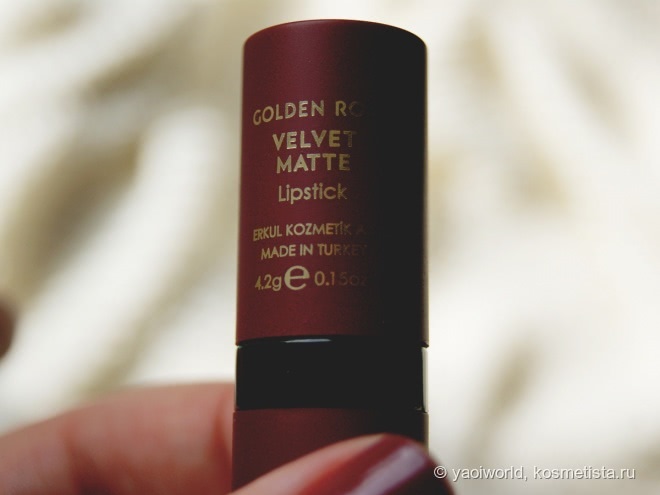 GOLDEN RO
VELVET
MATTE
Lipstick
ERKUL KOZMETİK A.
MADE IN TURKEY
4.2g e 0.15oz
© yaoiworld, kosmetista.ru